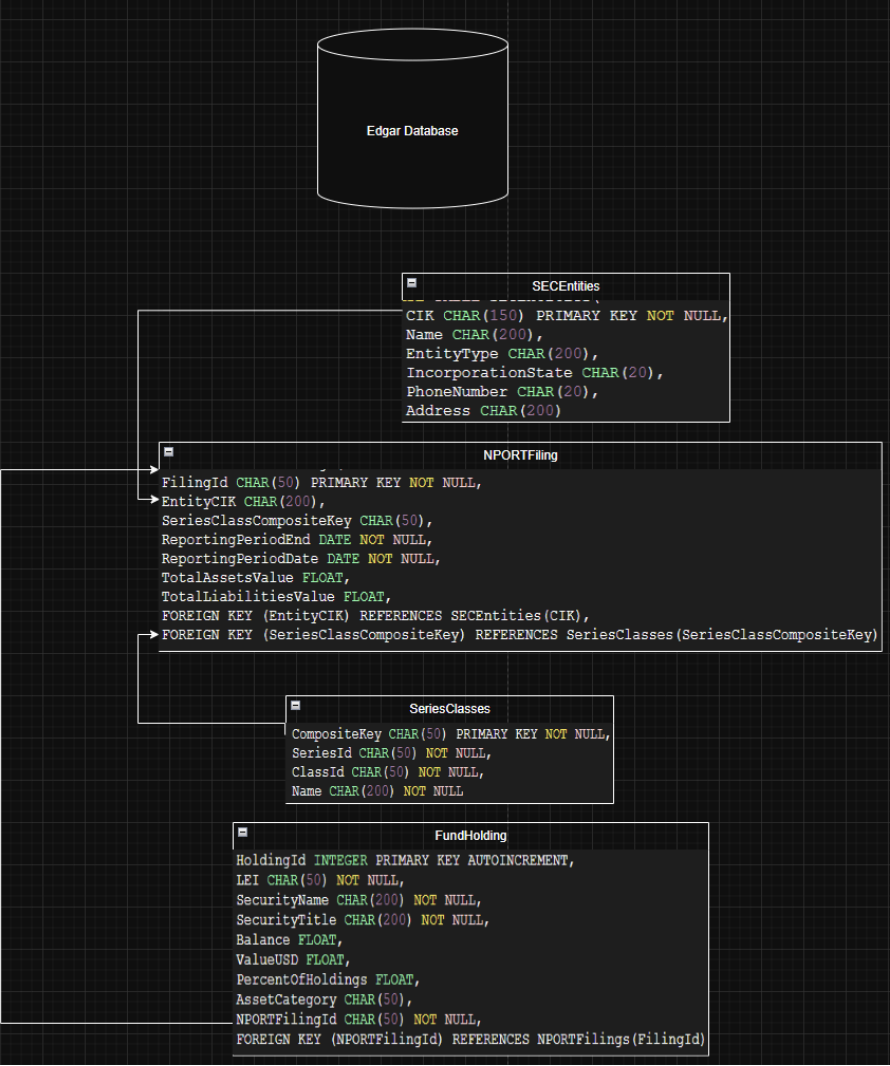 Edgar Database
SECEntities
CIK CHAR(150) PRIMARY KEY NOT NULL,
Name CHAR(200),
EntityType CHAR(200),
IncorporationState CHAR(20),
PhoneNumber CHAR(20),
Address CHAR(200)
NPORTFiling
FilingId CHAR(50) PRIMARY KEY NOT NULL,
EntityCIK CHAR(200),
SeriesClassCompositeKey CHAR(50),
ReportingPeriodEnd DATE NOT NULL,
ReportingPeriodDate DATE NOT NULL,
TotalAssetsValue FLOAT,
TotalLiabilitiesValue FLOAT,
FOREIGN KEY (EntityCIK) REFERENCES SECEntities(CIK),
FOREIGN KEY (SeriesClassCompositeKey) REFERENCES SeriesClasses(SeriesClassCompositeKey)
SeriesClasses
CompositeKey CHAR(50) PRIMARY KEY NOT NULL,
SeriesId CHAR(50) NOT NULL,
ClassId CHAR(50) NOT NULL,
Name CHAR(200) NOT NULL
FundHolding
HoldingId INTEGER PRIMARY KEY AUTOINCREMENT,
LEI CHAR(50) NOT NULL,
SecurityName CHAR(200) NOT NULL,
SecurityTitle CHAR(200) NOT NULL,
Balance FLOAT,
ValueUSD FLOAT,
PercentOfHoldings FLOAT,
AssetCategory CHAR(50),
NPORTFilingId CHAR(50) NOT NULL,
FOREIGN KEY (NPORTFilingId) REFERENCES NPORTFilings(FilingId)